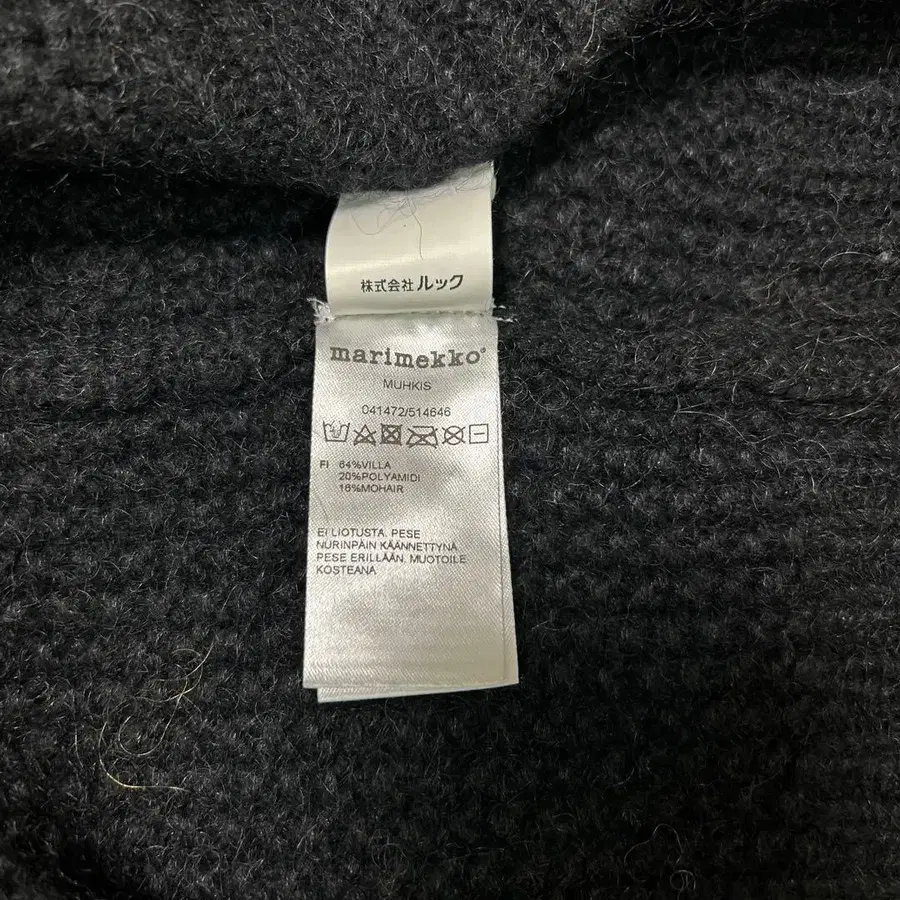 株式会社ルック
marimekko®
MUHKIS
041472/514646
FI 64%VILLA
20%POLYAMIDI
16%MOHAIR
EI LIOTUSTA. PESE
NURINPÄIN KÄÄNNETTYNÄ
PESE ERILLÄÄN. MUOTOILE
KOSTEANA